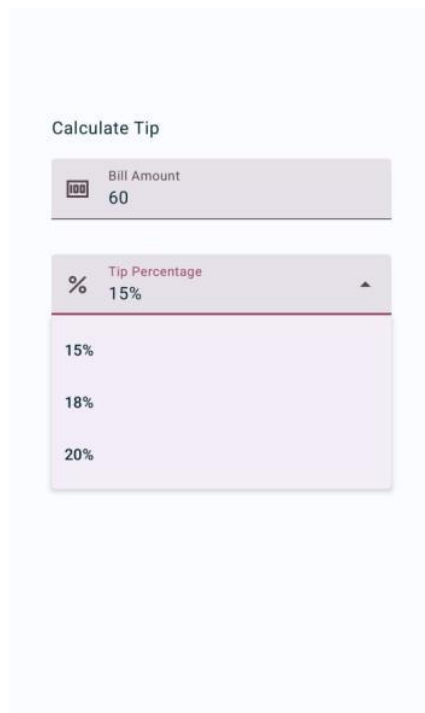 Calculate Tip
Bill Amount
60
Tip Percentage
15%
15%
18%
20%